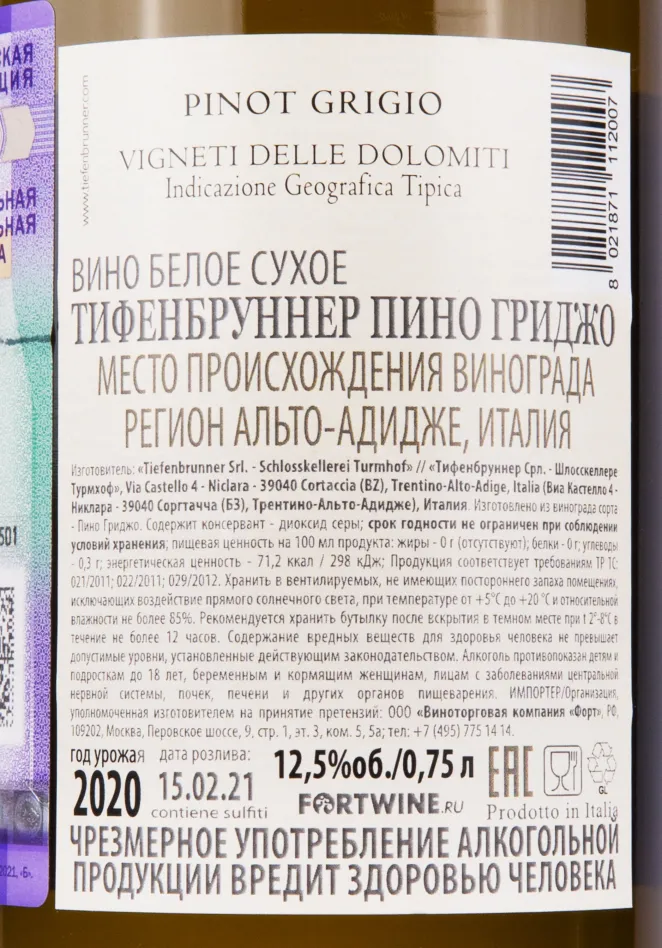 СКАЯ
ЦИЯ
ЬНАЯ
ЬНАЯ
А
501
2021, «Б».
www.tiefenbrunner.com
PINOT GRIGIO
VIGNETI DELLE DOLOMITI
Indicazione Geografica Tipica
8 021871 112007
ВИНО БЕЛОЕ СУХОЕ
ТИФЕНБРУННЕР ПИНО ГРИДЖО
МЕСТО ПРОИСХОЖДЕНИЯ ВИНОГРАДА
РЕГИОН АЛЬТО-АДИДЖЕ, ИТАЛИЯ
Изготовитель: «Tiefenbrunner Srl. - Schlosskellerei Turmhof» // «Тифенбруннер Срл. - Шлосскеллере
Турмхоф», Via Castello 4 - Niclara - 39040 Cortaccia (BZ), Trentino-Alto-Adige, Italia (Виа Кастелло 4 -
Никлара - 39040 Соргтачча (БЗ), Трентино-Альто-Адидже), Италия. Изготовлено из винограда сорта
- Пино Гриджо. Содержит консервант - диоксид серы; срок годности не ограничен при соблюдении
условий хранения; пищевая ценность на 100 мл продукта: жиры - 0 г (отсутствуют); белки - 0 г; углеводы
- 0,3 г; энергетическая ценность - 71,2 ккал / 298 кДж; Продукция соответствует требованиям ТР ТС:
021/2011; 022/2011; 029/2012. Хранить в вентилируемых, не имеющих постороннего запаха помещениях,
исключающих воздействие прямого солнечного света, при температуре от +5°C до +20 °C и относительной
влажности не более 85%. Рекомендуется хранить бутылку после вскрытия в темном месте при t 2°-8°C в
течение не более 12 часов. Содержание вредных веществ для здоровья человека не превышает
допустимые уровни, установленные действующим законодательством. Алкоголь противопоказан детям и
подросткам до 18 лет, беременным и кормящим женщинам, лицам с заболеваниями центральной
нервной системы, почек, печени и других органов пищеварения. ИМПОРТЕР/Организация,
уполномоченная изготовителем на принятие претензий: ООО «Виноторговая компания «Форт», РФ,
109202, Москва, Перовское шоссе, 9, стр. 1, эт. 3, ком. 5, 5а; тел.: +7 (495) 775 14 14.
год урожая
2020
дата розлива:
15.02.21
contiene sulfiti
12,5%об./0,75 л
FORTWINE.RU
EAC
GL
Prodotto in Italia
ЧРЕЗМЕРНОЕ УПОТРЕБЛЕНИЕ АЛКОГОЛЬНОЙ
ПРОДУКЦИИ ВРЕДИТ ЗДОРОВЬЮ ЧЕЛОВЕКА